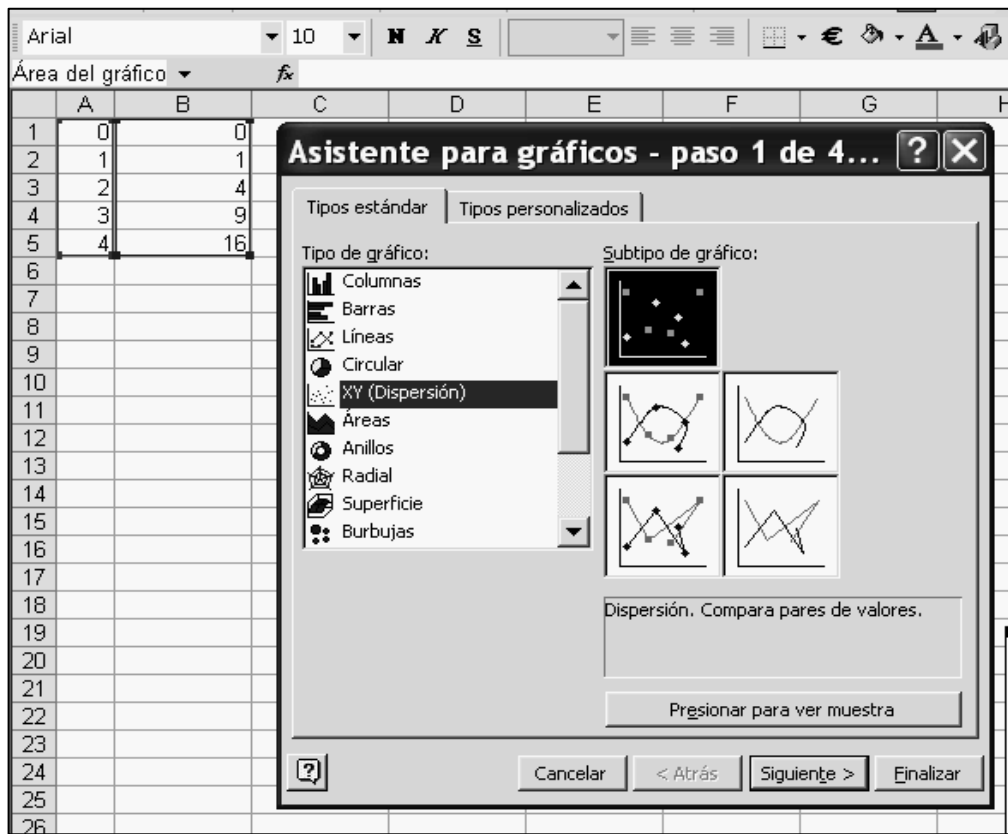 Arial 10 N K S € A
Área del gráfico fx
A B C D E F G H
1 0 0
2 1 1
3 2 4
4 3 9
5 4 16
6
7
8
9
10
11
12
13
14
15
16
17
18
19
20
21
22
23
24
25
26
Asistente para gráficos - paso 1 de 4... ?
Tipos estándar Tipos personalizados
Tipo de gráfico: Subtipo de gráfico:
Columnas
Barras
Líneas
Circular
XY (Dispersión)
Áreas
Anillos
Radial
Superficie
Burbujas
Dispersión. Compara pares de valores.
Presionar para ver muestra
? Cancelar < Atrás Siguiente > Finalizar